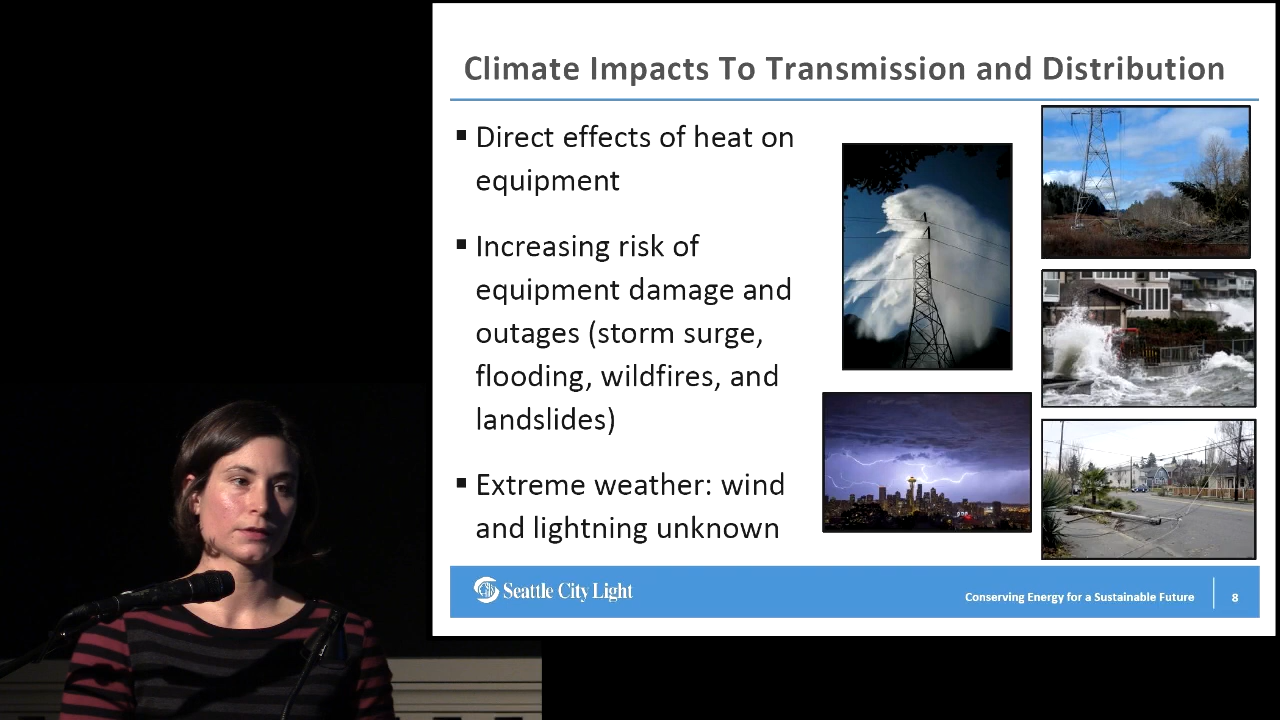 Climate Impacts To Transmission and Distribution
▪ Direct effects of heat on
equipment
▪ Increasing risk of
equipment damage and
outages (storm surge,
flooding, wildfires, and
landslides)
▪ Extreme weather: wind
and lightning unknown
Seattle City Light
Conserving Energy for a Sustainable Future
8